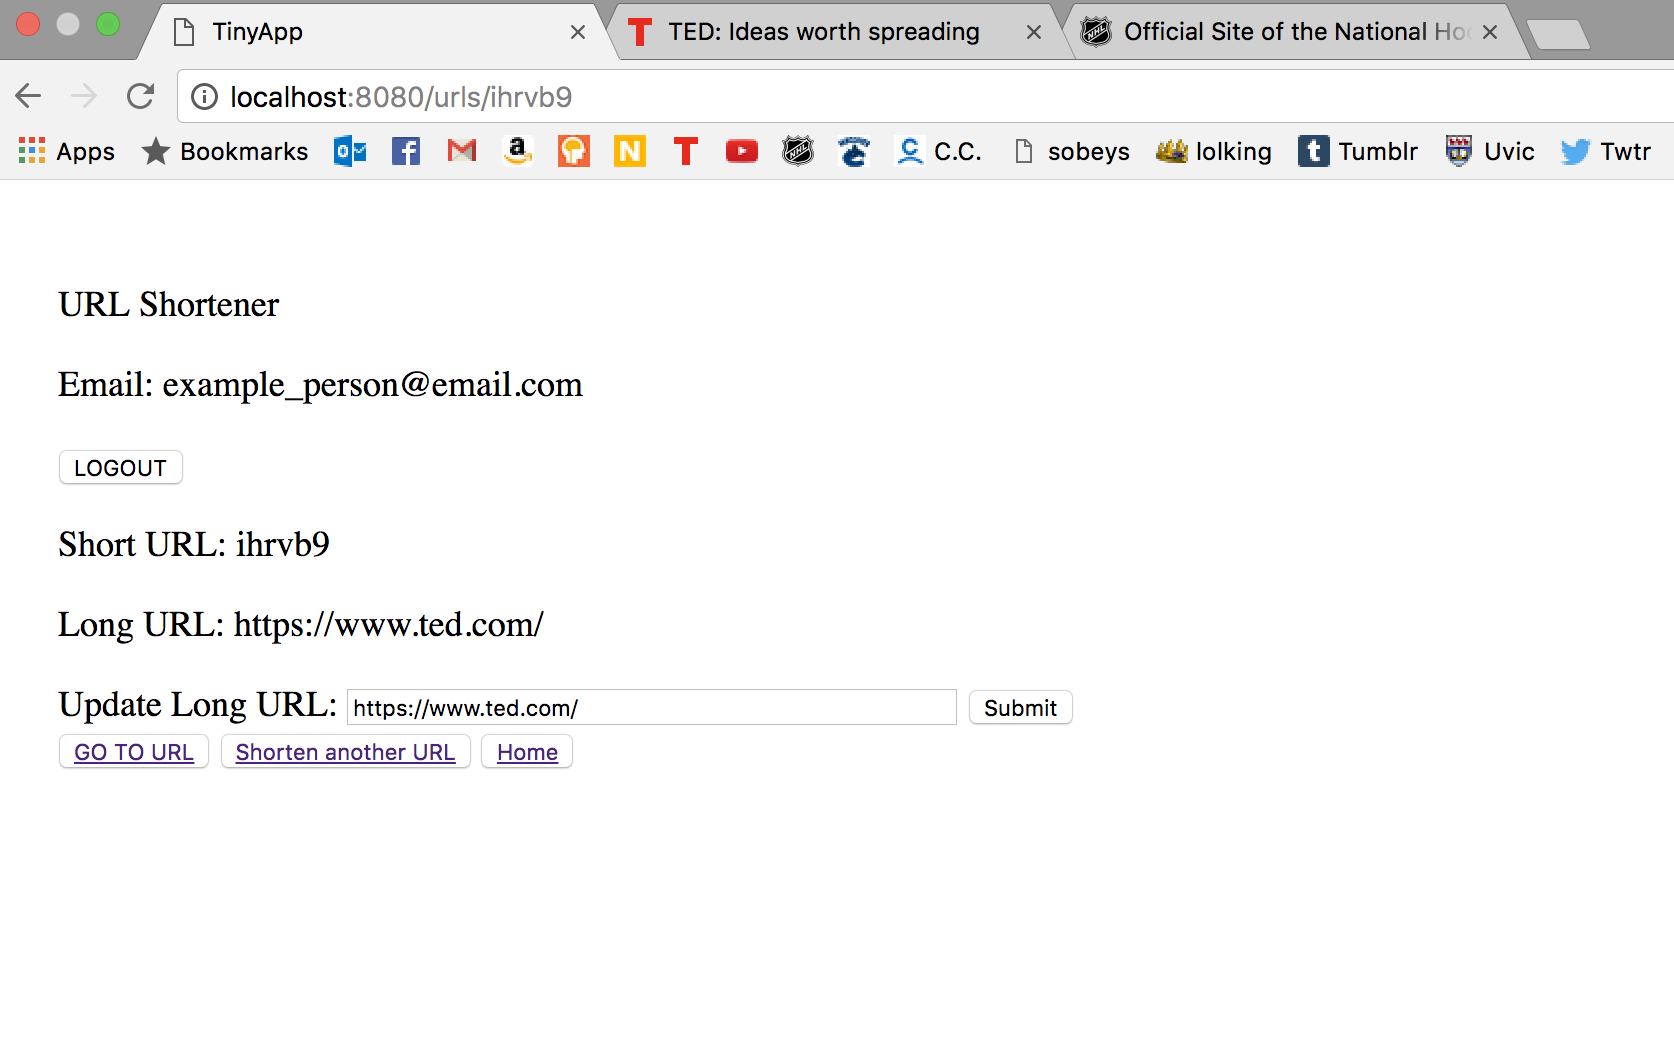 TinyApp
TED: Ideas worth spreading
Official Site of the National Hoc
localhost:8080/urls/ihrvb9
Apps Bookmarks C.C. sobeys lolking Tumblr Uvic Twtr
URL Shortener
Email: example_person@email.com
LOGOUT
Short URL: ihrvb9
Long URL: https://www.ted.com/
Update Long URL: https://www.ted.com/ Submit
GO TO URL Shorten another URL Home